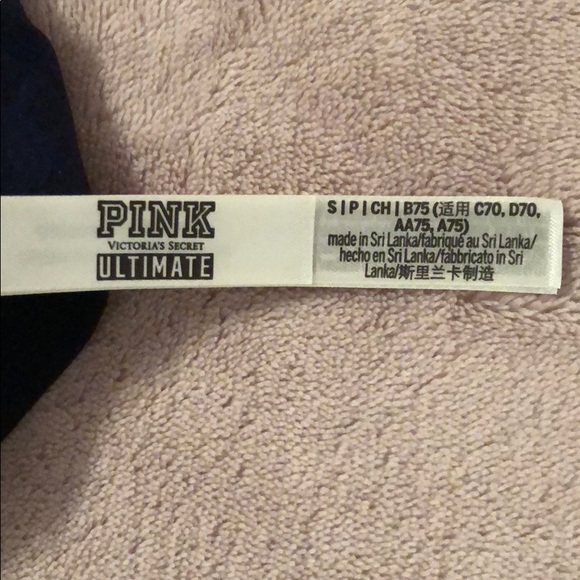 PINK
VICTORIA'S SECRET
ULTIMATE
S | P | CH | B75 (适用 C70, D70,
AA75, A75)
made in Sri Lanka/fabriqué au Sri Lanka/
hecho en Sri Lanka/fabbricato in Sri
Lanka/斯里兰卡制造